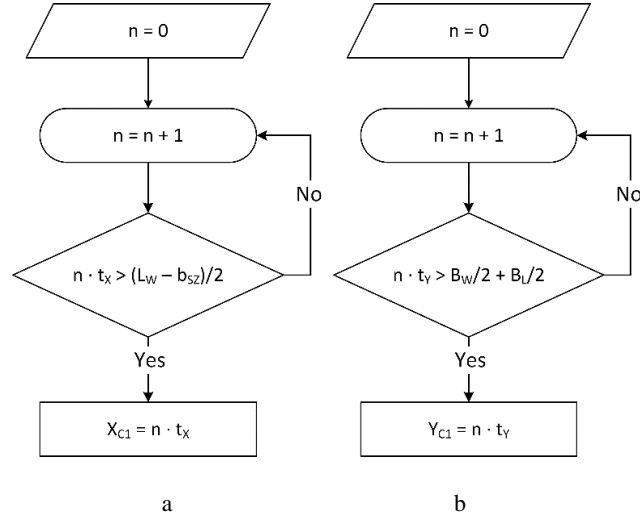 n = 0
n = n + 1
No
n · tX > (LW – bSZ)/2
Yes
XC1 = n · tX
a
n = 0
n = n + 1
No
n · tY > BW/2 + BL/2
Yes
YC1 = n · tY
b